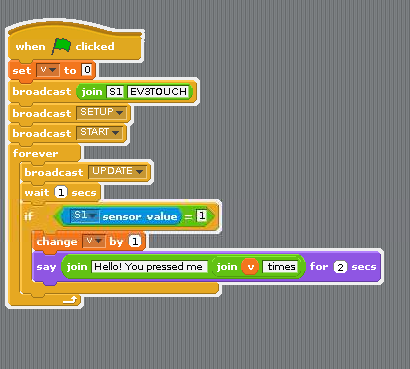 when clicked
set v to 0
broadcast join S1 EV3TOUCH
broadcast SETUP
broadcast START
forever
broadcast UPDATE
wait 1 secs
if S1 sensor value = 1
change v by 1
say join Hello! You pressed me join v times for 2 secs